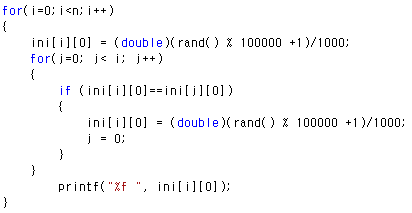 for(i=0;i<n;i++)
{
    ini[i][0] = (double)(rand() % 100000 +1)/1000;
    for(j=0; j< i; j++)
    {
        if (ini[i][0]==ini[j][0])
        {
            ini[i][0] = (double)(rand() % 100000 +1)/1000;
            j = 0;
        }
    }
        printf("%f ", ini[i][0]);
}